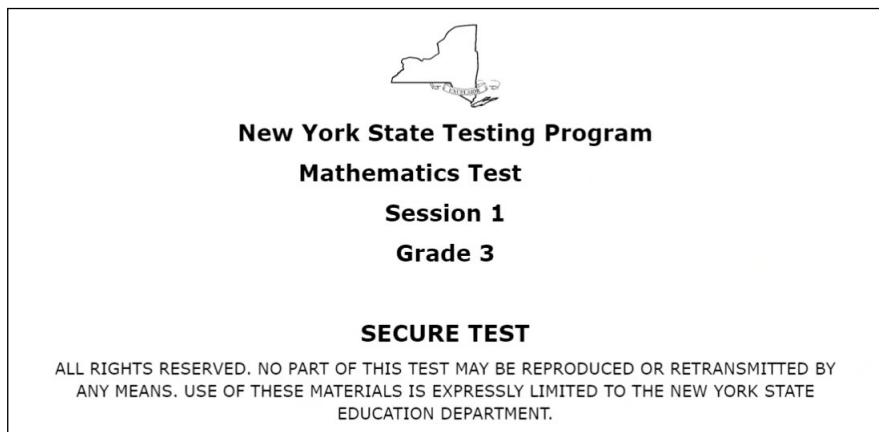 EXCELSIOR
New York State Testing Program
Mathematics Test
Session 1
Grade 3
SECURE TEST
ALL RIGHTS RESERVED. NO PART OF THIS TEST MAY BE REPRODUCED OR RETRANSMITTED BY
ANY MEANS. USE OF THESE MATERIALS IS EXPRESSLY LIMITED TO THE NEW YORK STATE
EDUCATION DEPARTMENT.